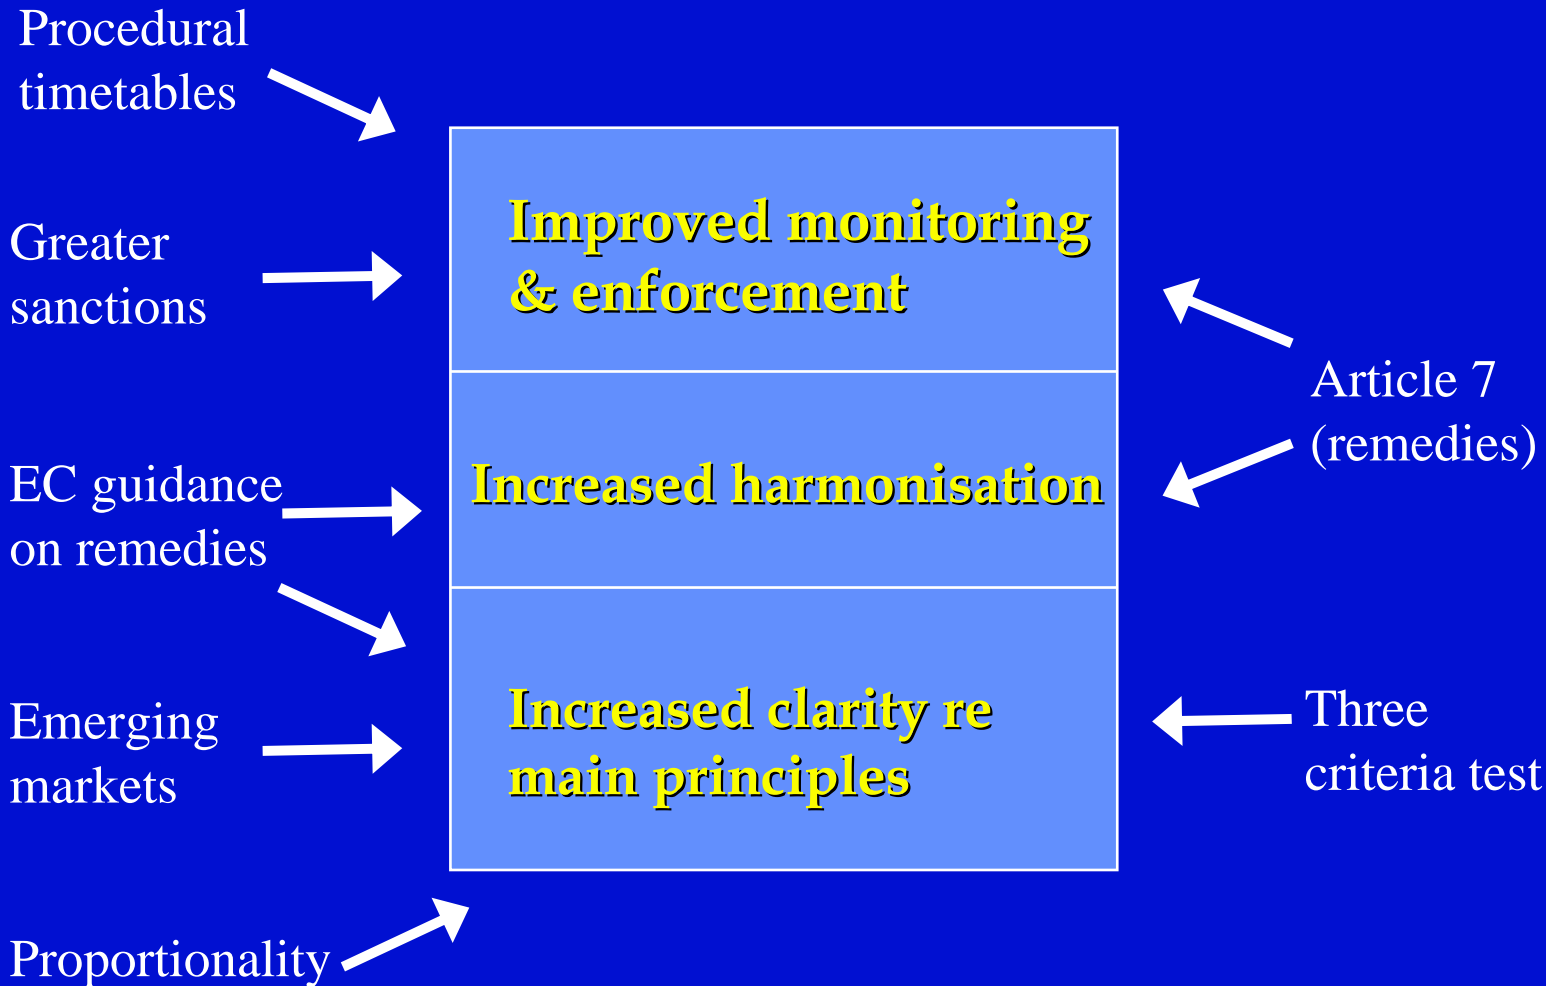 Procedural
timetables
Greater
sanctions
EC guidance
on remedies
Emerging
markets
Proportionality
Improved monitoring
& enforcement
Increased harmonisation
Increased clarity re
main principles
Article 7
(remedies)
Three
criteria test